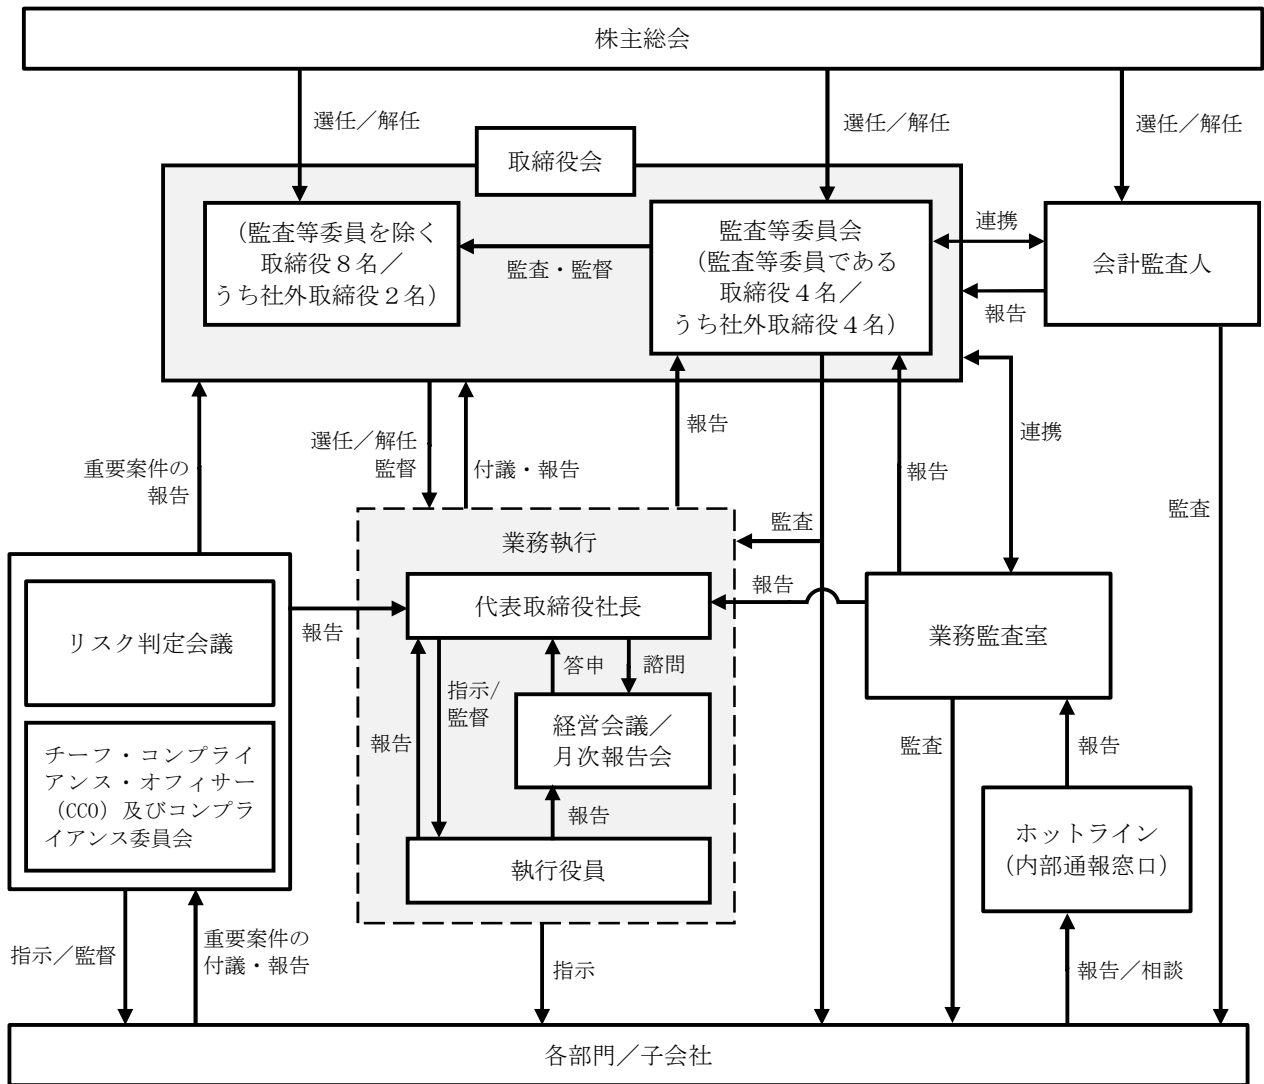 株主総会
選任／解任
選任／解任
選任／解任
取締役会
（監査等委員を除く
取締役８名／
うち社外取締役２名）
監査・監督
監査等委員会
（監査等委員である
取締役４名／
うち社外取締役４名）
連携
報告
会計監査人
重要案件の
報告
選任／解任
監督
付議・報告
報告
報告
連携
監査
監査
業務執行
代表取締役社長
報告
報告
リスク判定会議
業務監査室
答申
諮問
指示/
監督
報告
経営会議／
月次報告会
報告
執行役員
チーフ・コンプライ
アンス・オフィサー
（CCO）及びコンプラ
イアンス委員会
監査
報告
ホットライン
（内部通報窓口）
指示／監督
重要案件の
付議・報告
指示
報告／相談
各部門／子会社